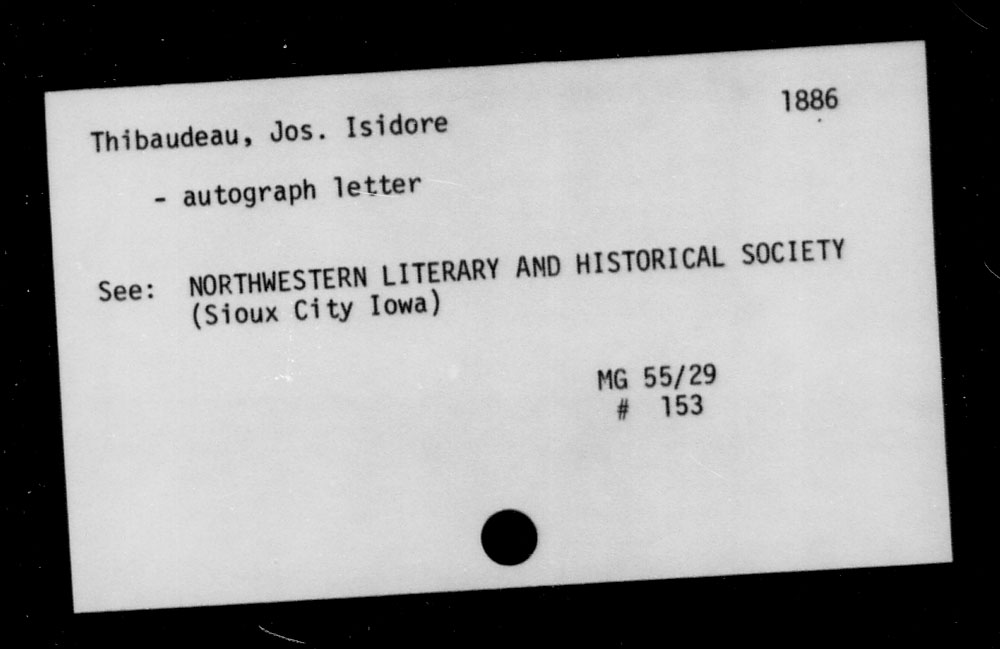 Thibaudeau, Jos. Isidore 1886
- autograph letter
See: NORTHWESTERN LITERARY AND HISTORICAL SOCIETY
(Sioux City Iowa)
MG 55/29
# 153